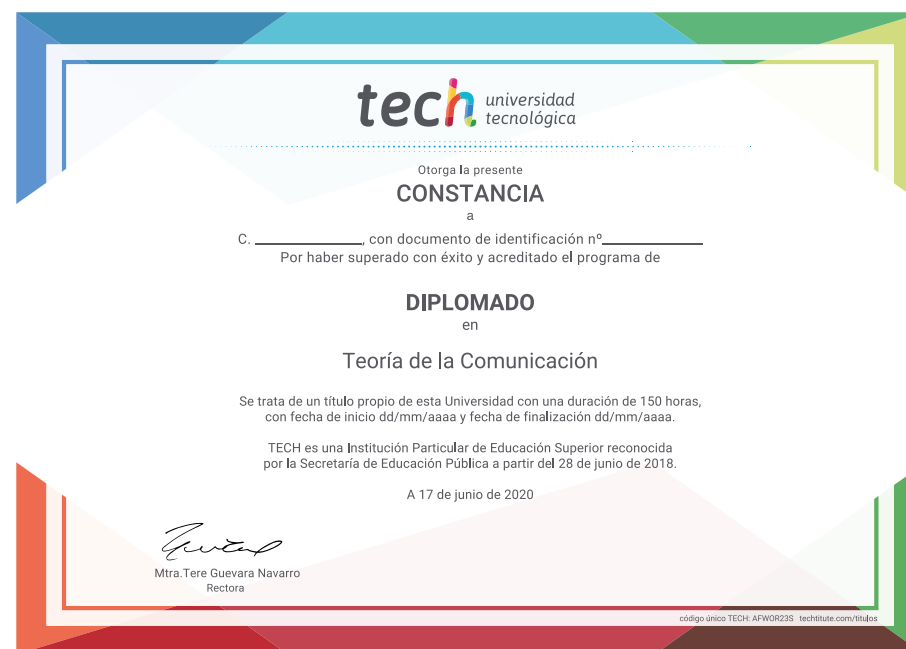 tech universidad
tecnológica
Otorga la presente
CONSTANCIA
a
C. ______________, con documento de identificación nº_____________
Por haber superado con éxito y acreditado el programa de
DIPLOMADO
en
Teoría de la Comunicación
Se trata de un título propio de esta Universidad con una duración de 150 horas,
con fecha de inicio dd/mm/aaaa y fecha de finalización dd/mm/aaaa.
TECH es una Institución Particular de Educación Superior reconocida
por la Secretaría de Educación Pública a partir del 28 de junio de 2018.
A 17 de junio de 2020
Mtra.Tere Guevara Navarro
Rectora
código único TECH: AFWOR23S techtitute.com/titulos